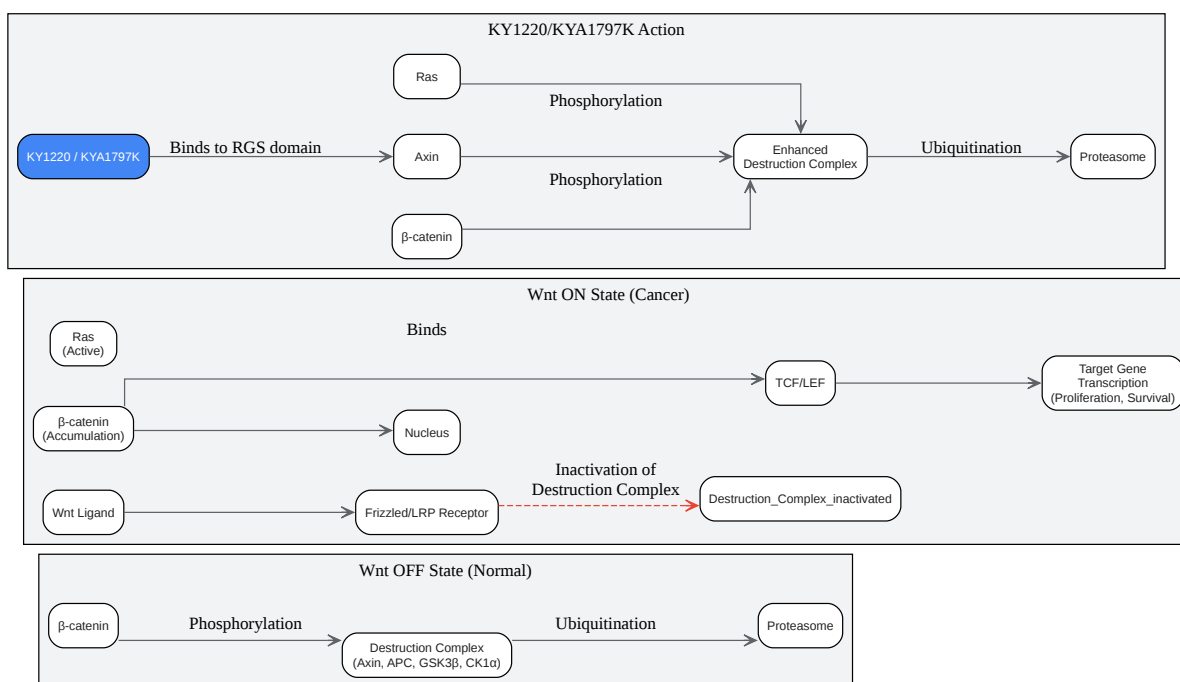 KY1220/KYA1797K Action
Ras
Phosphorylation
KY1220 / KYA1797K
Binds to RGS domain
Axin
Enhanced
Destruction Complex
Ubiquitination
Proteasome
Phosphorylation
β-catenin
Wnt ON State (Cancer)
Ras
(Active)
Binds
TCF/LEF
Target Gene
Transcription
(Proliferation, Survival)
β-catenin
(Accumulation)
Nucleus
Wnt Ligand
Frizzled/LRP Receptor
Inactivation of
Destruction Complex
Destruction_Complex_inactivated
Wnt OFF State (Normal)
β-catenin
Phosphorylation
Destruction Complex
(Axin, APC, GSK3β, CK1α)
Ubiquitination
Proteasome